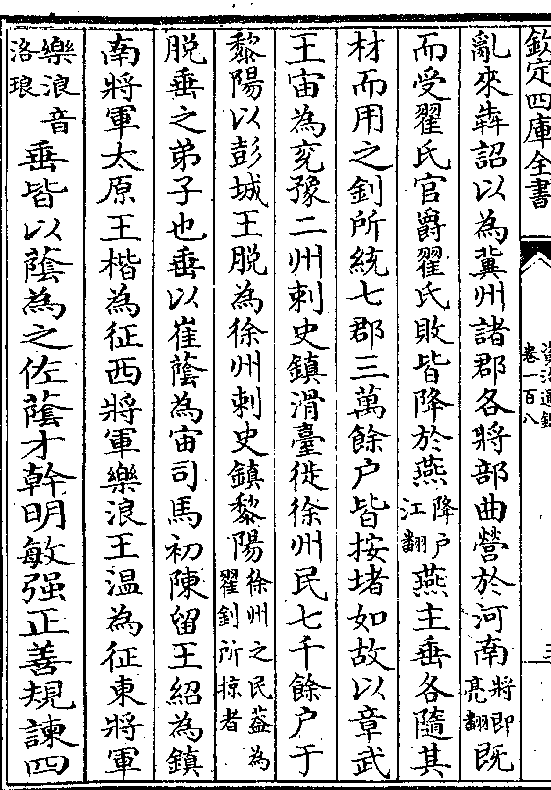 欽定四庫全書
資治通鑑
卷一百八
亂來犇詔以為冀州諸郡各將部曲營於河南將即亮翻既
而受翟氏官爵翟氏敗皆降於燕降户江翻燕主垂各隨其
材而用之釗所統七郡三萬餘户皆按堵如故以章武
王宙為兖豫二州刺史鎮滑臺徙徐州民七千餘户于
黎陽以彭城王脱為徐州刺史鎮黎陽徐州之民葢為翟釗所掠者
脱垂之弟子也垂以崔蔭為宙司馬初陳留王紹為鎮
南將軍太原王楷為征西將軍樂浪王温為征東將軍
樂浪音洛琅垂皆以蔭為之佐蔭才幹明敏强正善規諫四